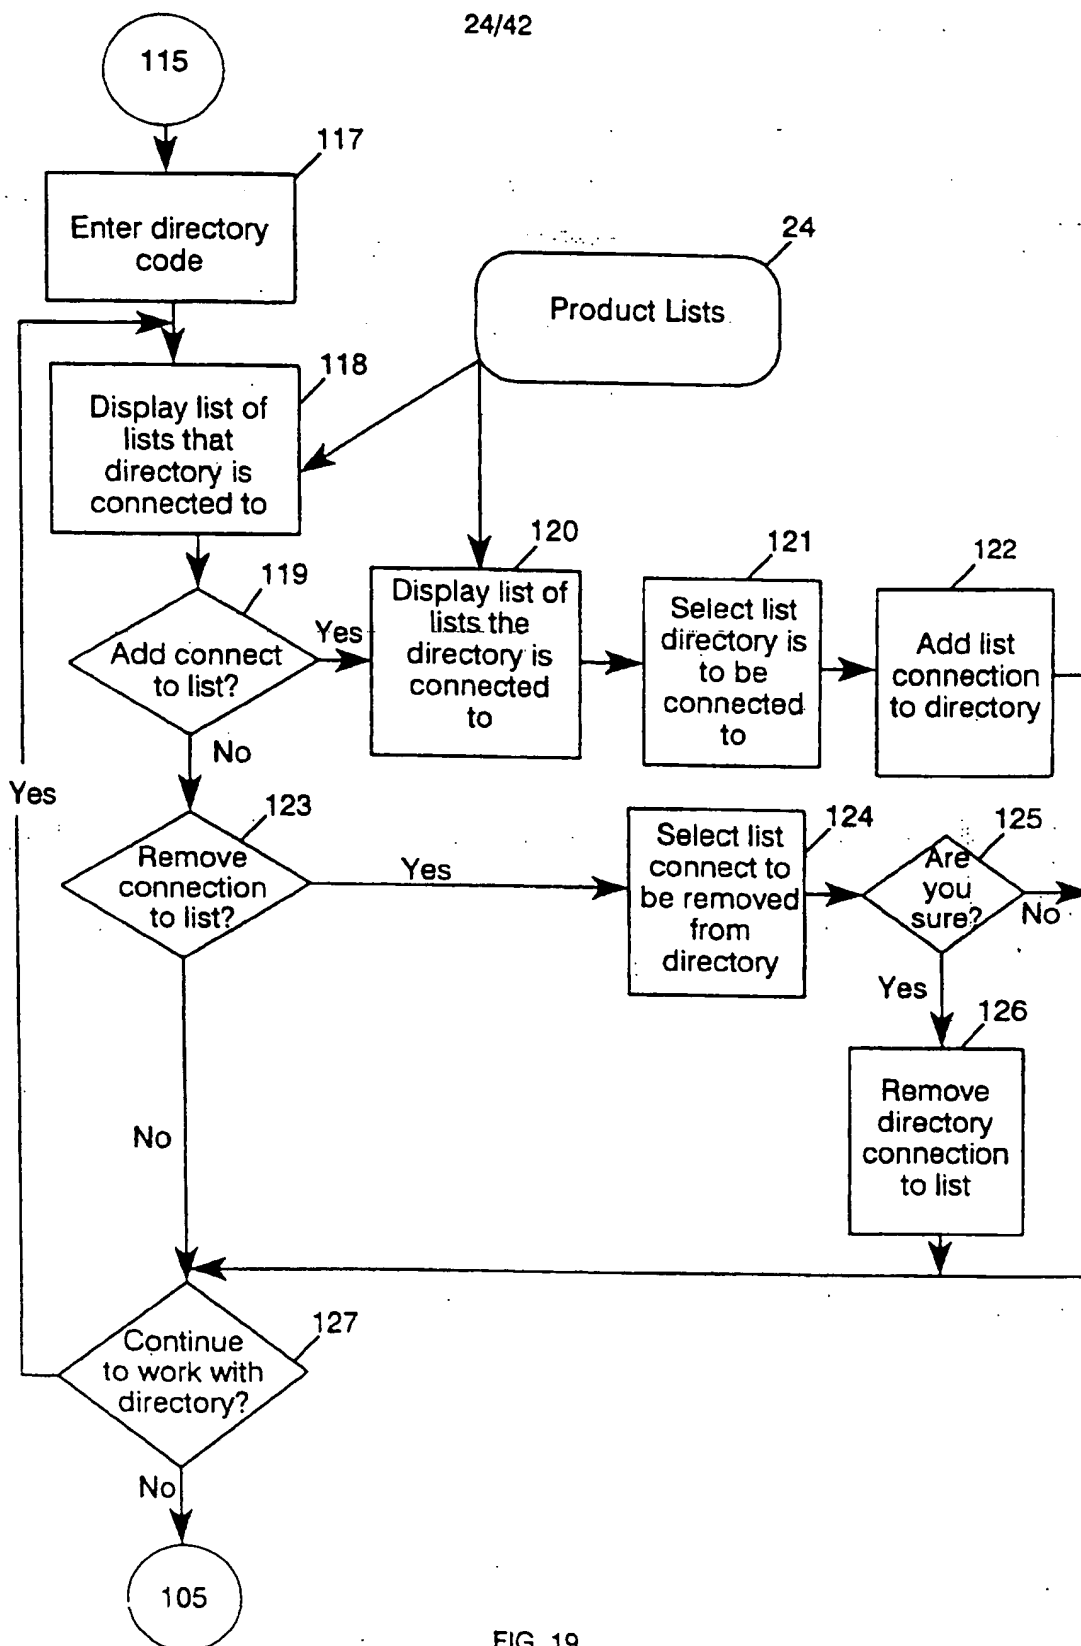 24/42
115
117
Enter directory
code
24
Product Lists
118
Display list of
lists that
directory is
connected to
119
Add connect
to list?
Yes
No
120
Display list of
lists the
directory is
connected
to
121
Select list
directory is
to be
connected
to
122
Add list
connection
to directory
Yes
123
Remove
connection
to list?
Yes
No
124
Select list
connect to
be removed
from
directory
125
Are
you
sure?
No
Yes
126
Remove
directory
connection
to list
127
Continue
to work with
directory?
No
105
FIG. 19